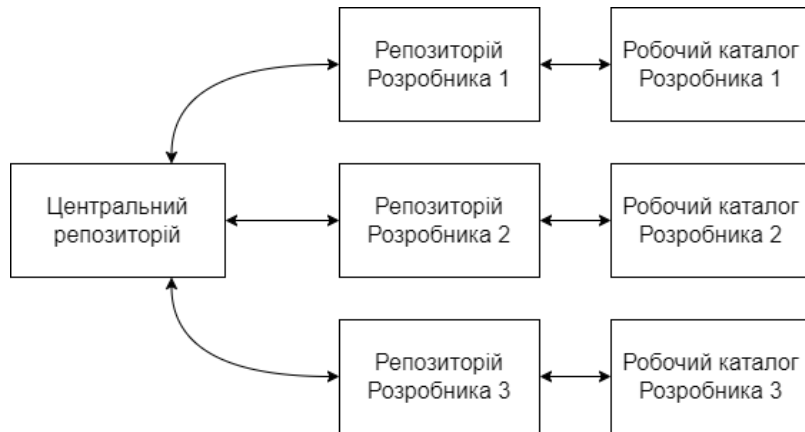 Репозиторій
Розробника 1
Робочий каталог
Розробника 1
Центральний
репозиторій
Репозиторій
Розробника 2
Робочий каталог
Розробника 2
Репозиторій
Розробника 3
Робочий каталог
Розробника 3